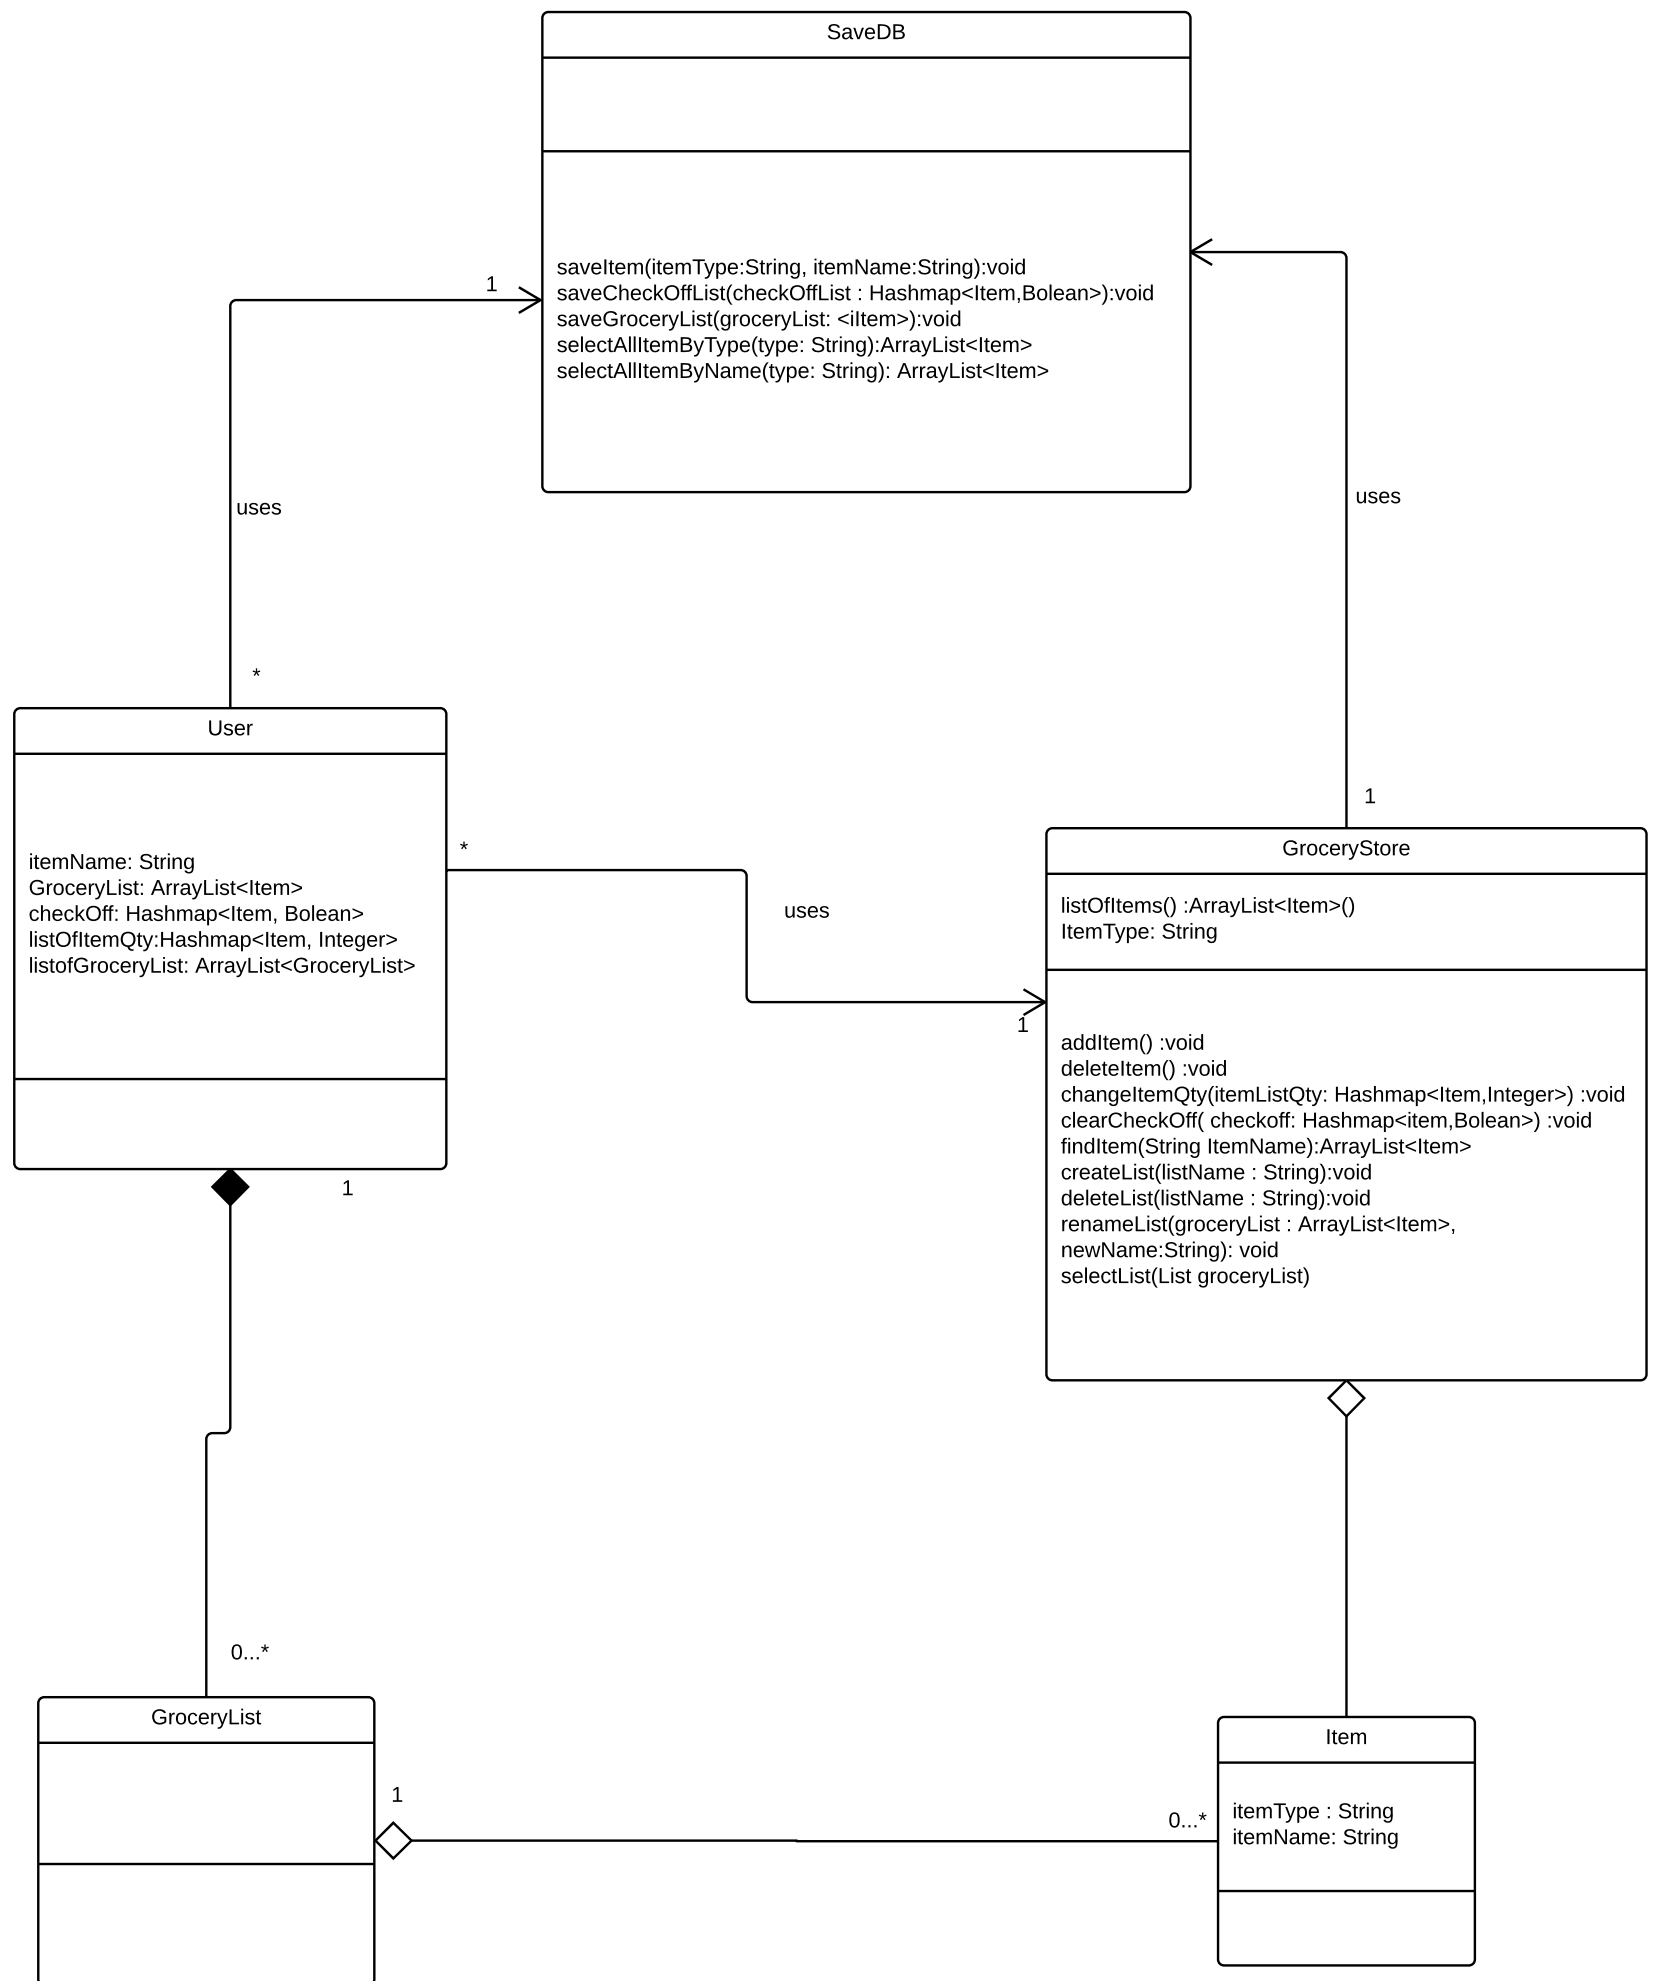 SaveDB
saveItem(itemType:String, itemName:String):void
saveCheckOffList(checkOffList : Hashmap<Item,Bolean>):void
saveGroceryList(groceryList: <iItem>):void
selectAllItemByType(type: String):ArrayList<Item>
selectAllItemByName(type: String): ArrayList<Item>
1
uses
*
uses
1
User
itemName: String
GroceryList: ArrayList<Item>
checkOff: Hashmap<Item, Bolean>
listOfItemQty:Hashmap<Item, Integer>
listofGroceryList: ArrayList<GroceryList>
*
uses
1
GroceryStore
listOfItems() :ArrayList<Item>()
ItemType: String
addItem() :void
deleteItem() :void
changeItemQty(itemListQty: Hashmap<Item,Integer>) :void
clearCheckOff( checkoff: Hashmap<item,Bolean>) :void
findItem(String ItemName):ArrayList<Item>
createList(listName : String):void
deleteList(listName : String):void
renameList(groceryList : ArrayList<Item>,
newName:String): void
selectList(List groceryList)
1
0...*
GroceryList
1
0...*
Item
itemType : String
itemName: String